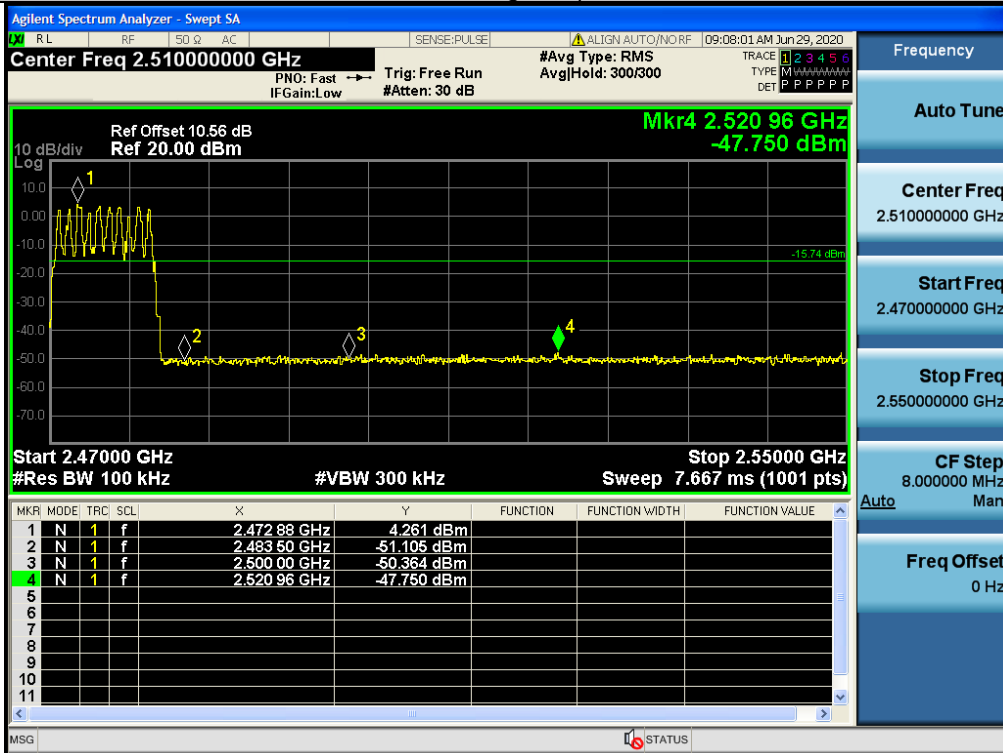 Agilent Spectrum Analyzer - Swept SA
LXI RL RF 50 Ω AC SENSE:PULSE ALIGN AUTO/NO RF 09:08:01 AM Jun 29, 2020
Center Freq 2.510000000 GHz
PNO: Fast
IFGain:Low
Trig: Free Run
#Atten: 30 dB
#Avg Type: RMS
Avg|Hold: 300/300
TRACE 1 2 3 4 5 6
TYPE M
DET P P P P P P
Mkr4 2.520 96 GHz
-47.750 dBm
Ref Offset 10.56 dB
10 dB/div Ref 20.00 dBm
Log
10.0
0.00
-10.0
-20.0
-30.0
-40.0
-50.0
-60.0
-70.0
1
2
3
4
-15.74 dBm
Start 2.47000 GHz Stop 2.55000 GHz
#Res BW 100 kHz #VBW 300 kHz Sweep 7.667 ms (1001 pts)
MKR MODE TRC SCL X Y FUNCTION FUNCTION WIDTH FUNCTION VALUE
1 N 1 f 2.472 88 GHz 4.261 dBm
2 N 1 f 2.483 50 GHz -51.105 dBm
3 N 1 f 2.500 00 GHz -50.364 dBm
4 N 1 f 2.520 96 GHz -47.750 dBm
5
6
7
8
9
10
11
MSG STATUS
Frequency
Auto Tune
Center Freq
2.510000000 GHz
Start Freq
2.470000000 GHz
Stop Freq
2.550000000 GHz
CF Step
8.000000 MHz
Auto Man
Freq Offset
0 Hz